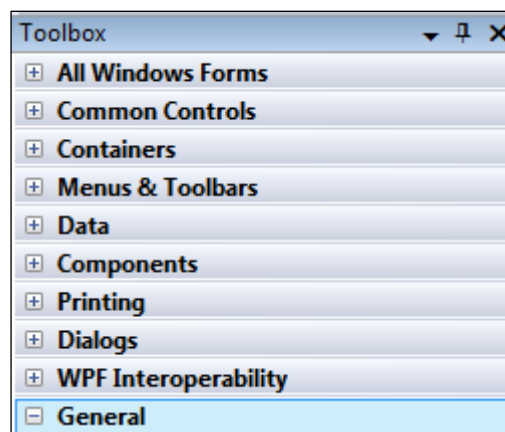 Toolbox
All Windows Forms
Common Controls
Containers
Menus & Toolbars
Data
Components
Printing
Dialogs
WPF Interoperability
General